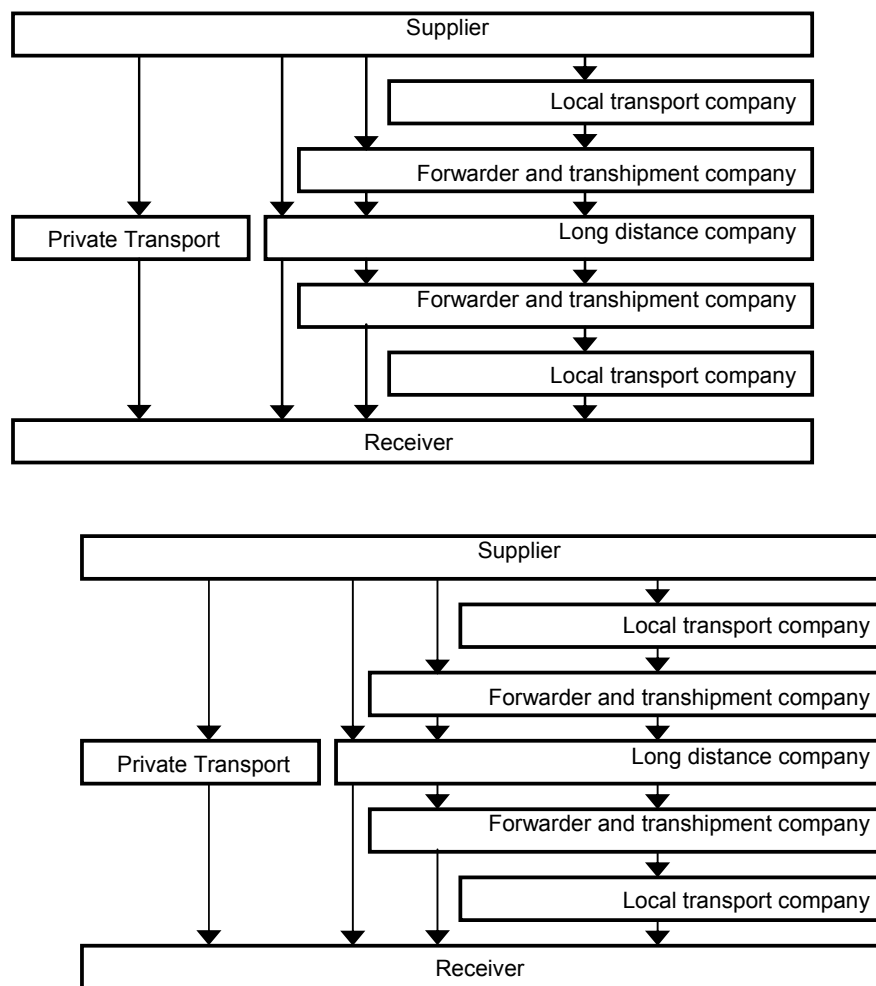 Supplier
Local transport company
Forwarder and transhipment company
Private Transport
Long distance company
Forwarder and transhipment company
Local transport company
Receiver
Supplier
Local transport company
Forwarder and transhipment company
Private Transport
Long distance company
Forwarder and transhipment company
Local transport company
Receiver